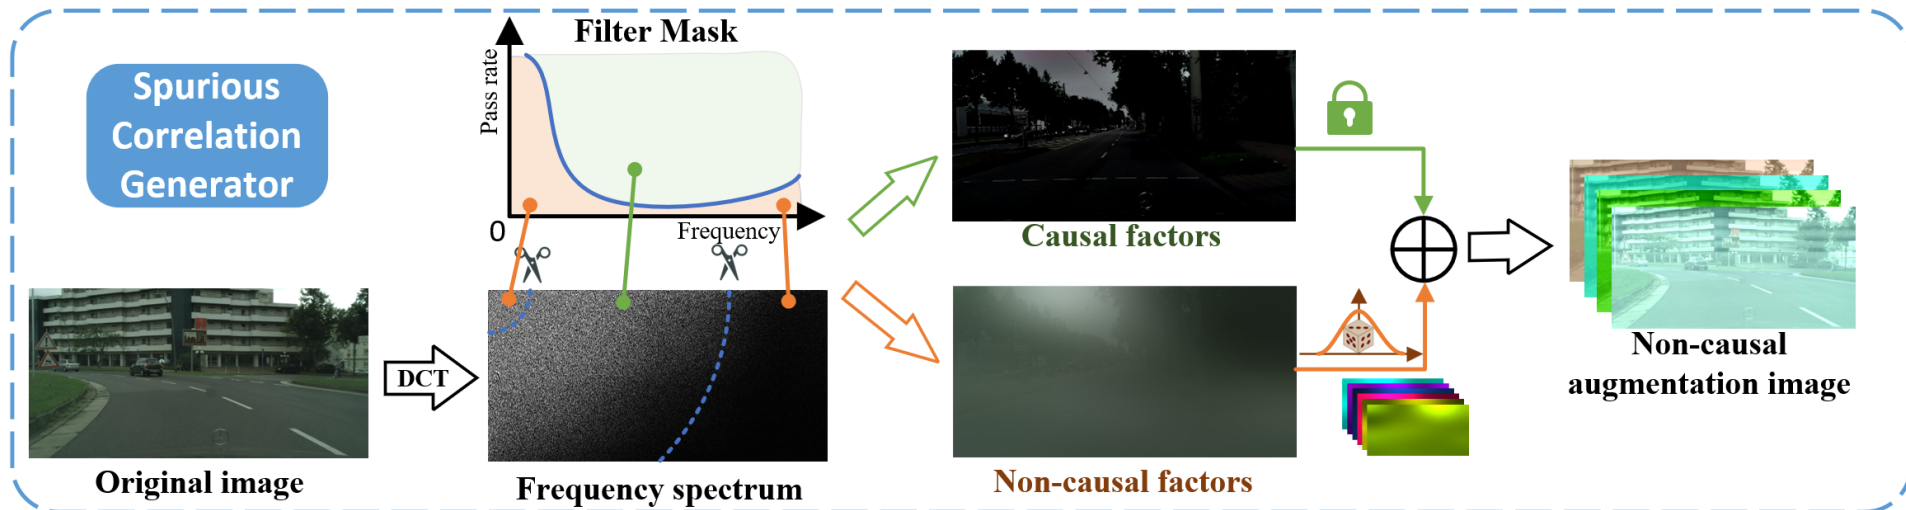 Spurious
Correlation
Generator
Filter Mask
Pass rate
0
Frequency
Original image
DCT
Frequency spectrum
Causal factors
Non-causal factors
Non-causal
augmentation image